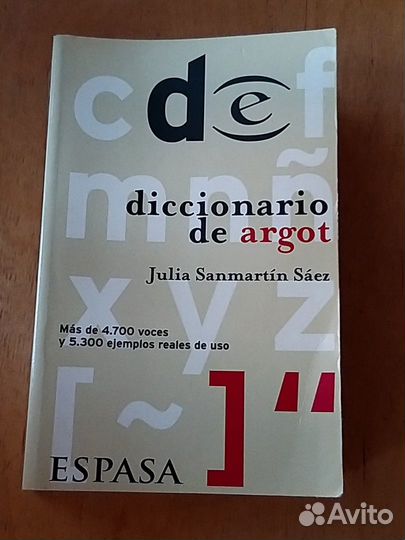 c de f
m n ñ
diccionario
de argot
Julia Sanmartín Sáez
x y z
Más de 4.700 voces
y 5.300 ejemplos reales de uso
[ ~ ] “
ESPASA
Avito